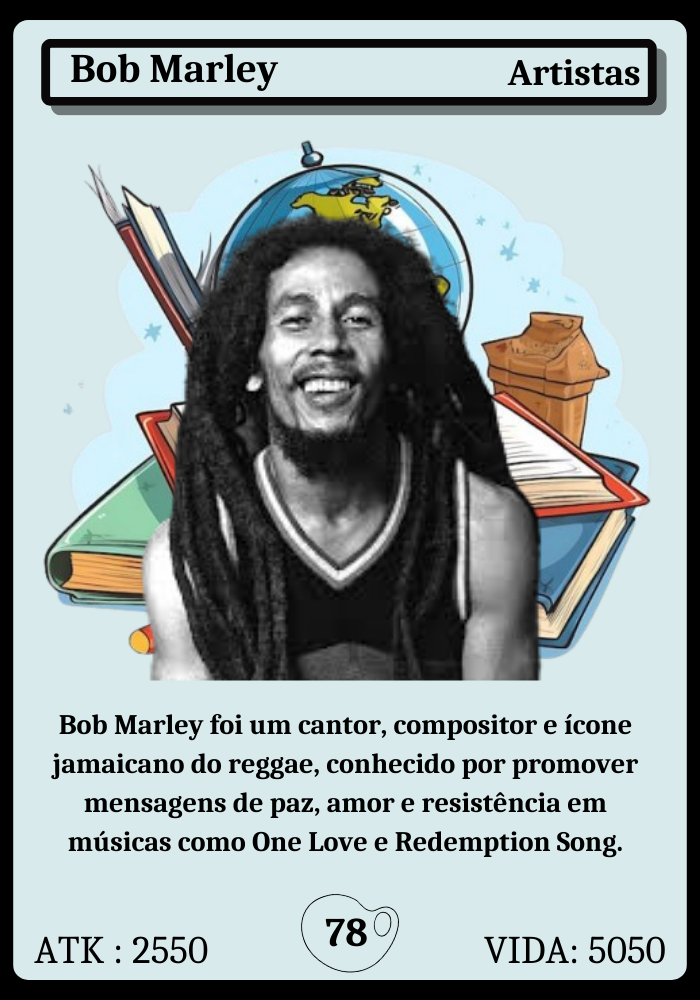 Bob Marley
Artistas
Bob Marley foi um cantor, compositor e ícone
jamaicano do reggae, conhecido por promover
mensagens de paz, amor e resistência em
músicas como One Love e Redemption Song.
ATK : 2550
78
VIDA: 5050